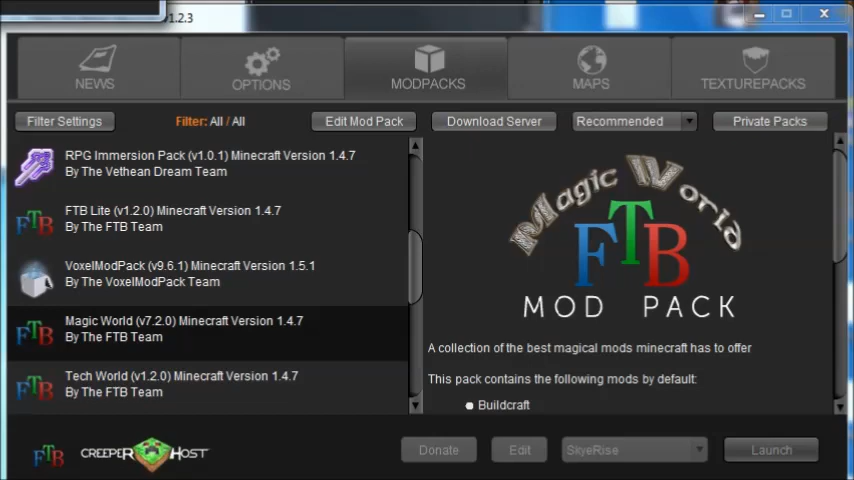 1.2.3
NEWS
OPTIONS
MODPACKS
MAPS
TEXTUREPACKS
Filter Settings
Filter: All / All
Edit Mod Pack
Download Server
Recommended
Private Packs
RPG Immersion Pack (v1.0.1) Minecraft Version 1.4.7
By The Vethean Dream Team
FTB Lite (v1.2.0) Minecraft Version 1.4.7
By The FTB Team
VoxelModPack (v9.6.1) Minecraft Version 1.5.1
By The VoxelModPack Team
Magic World (v7.2.0) Minecraft Version 1.4.7
By The FTB Team
Tech World (v1.2.0) Minecraft Version 1.4.7
By The FTB Team
FTB
FTB
FTB
Magic World
FTB
MOD PACK
A collection of the best magical mods minecraft has to offer
This pack contains the following mods by default:
Buildcraft
FTB
CREEPER HOST
Donate
Edit
SkyeRise
Launch